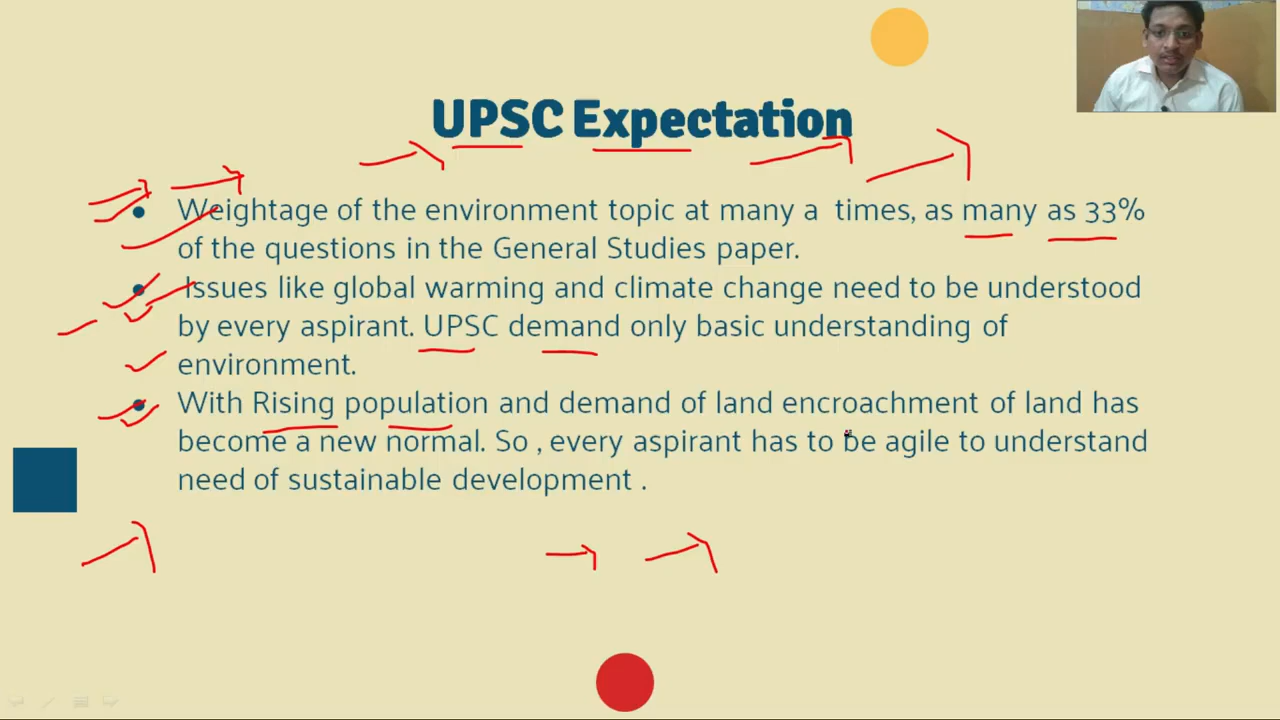 UPSC Expectation
Weightage of the environment topic at many a times, as many as 33%
of the questions in the General Studies paper.
Issues like global warming and climate change need to be understood
by every aspirant. UPSC demand only basic understanding of
environment.
With Rising population and demand of land encroachment of land has
become a new normal. So , every aspirant has to be agile to understand
need of sustainable development .